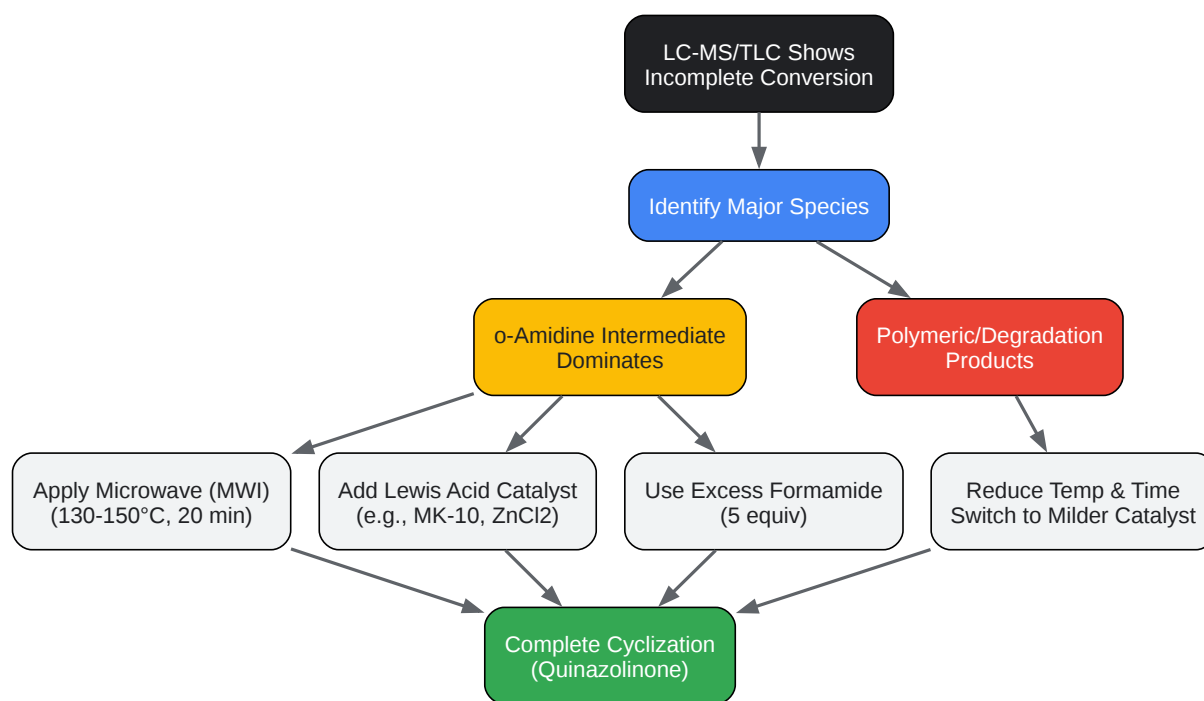 LC-MS/TLC Shows
Incomplete Conversion
Identify Major Species
o-Amidine Intermediate
Dominates
Polymeric/Degradation
Products
Apply Microwave (MWI)
(130-150°C, 20 min)
Add Lewis Acid Catalyst
(e.g., MK-10, ZnCl2)
Use Excess Formamide
(5 equiv)
Reduce Temp & Time
Switch to Milder Catalyst
Complete Cyclization
(Quinazolinone)